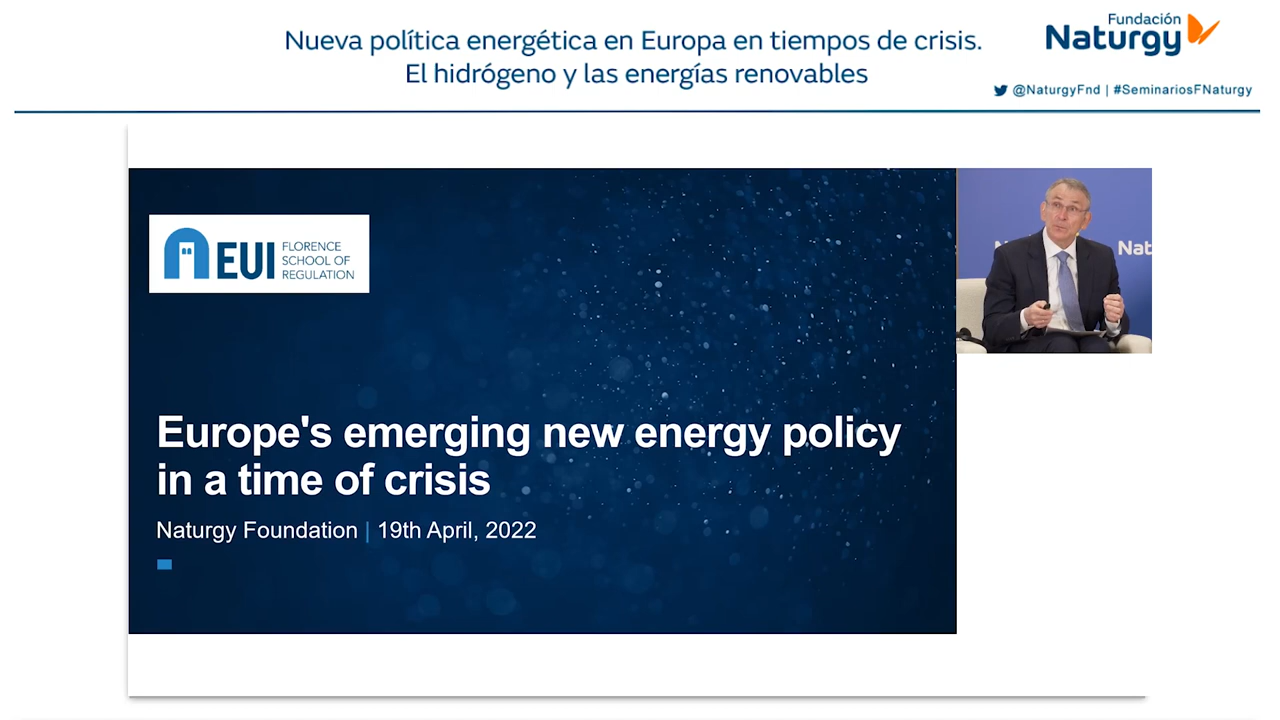 Nueva política energética en Europa en tiempos de crisis.
El hidrógeno y las energías renovables
Fundación
Naturgy
@NaturgyFnd | #SeminariosFNaturgy
EUI
FLORENCE
SCHOOL OF
REGULATION
Europe's emerging new energy policy
in a time of crisis
Naturgy Foundation | 19th April, 2022
N
Nat